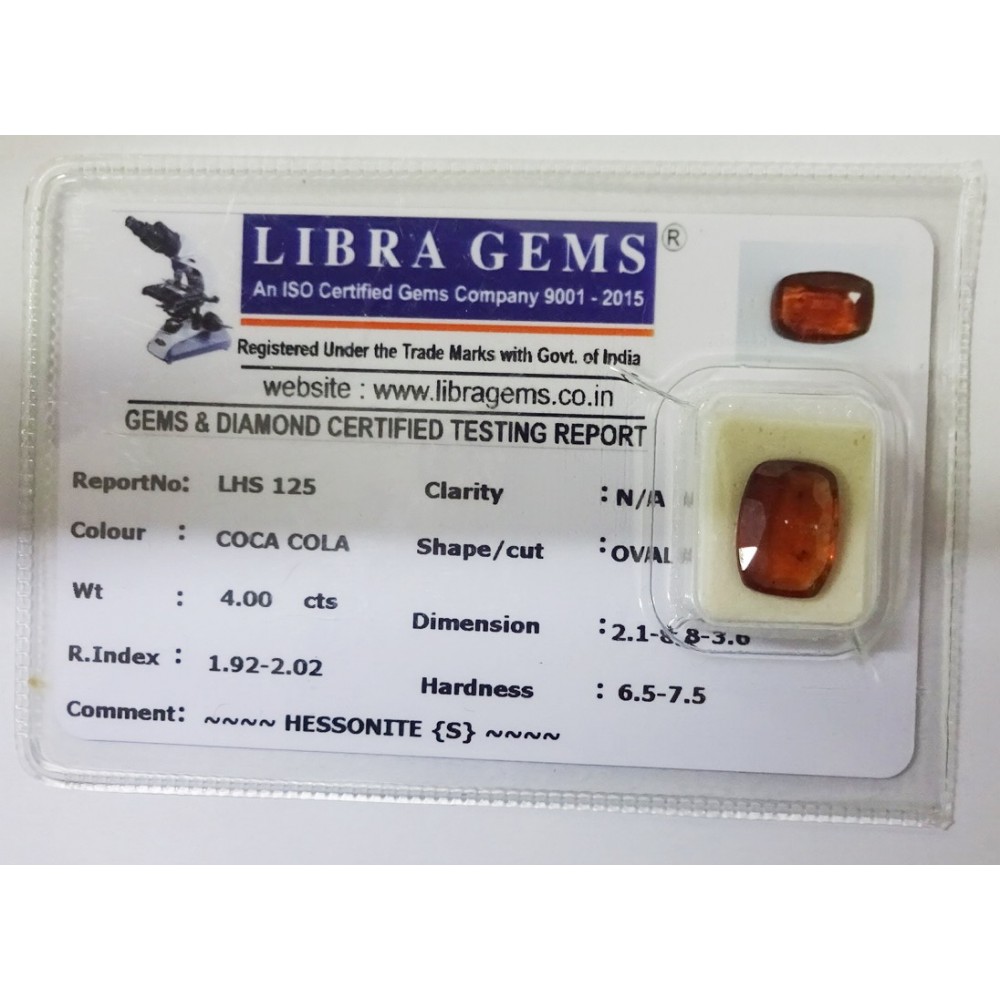 LIBRA GEMS ®
An ISO Certified Gems Company 9001 - 2015
Registered Under the Trade Marks with Govt. of India
website : www.libragems.co.in
GEMS & DIAMOND CERTIFIED TESTING REPORT
ReportNo: LHS 125
Colour : COCA COLA
Wt : 4.00 cts
R.Index : 1.92-2.02
Clarity : N/A
Shape/cut : OVAL
Dimension :
Hardness : 6.5-7.5
Comment: ~~~~ HESSONITE {S} ~~~~